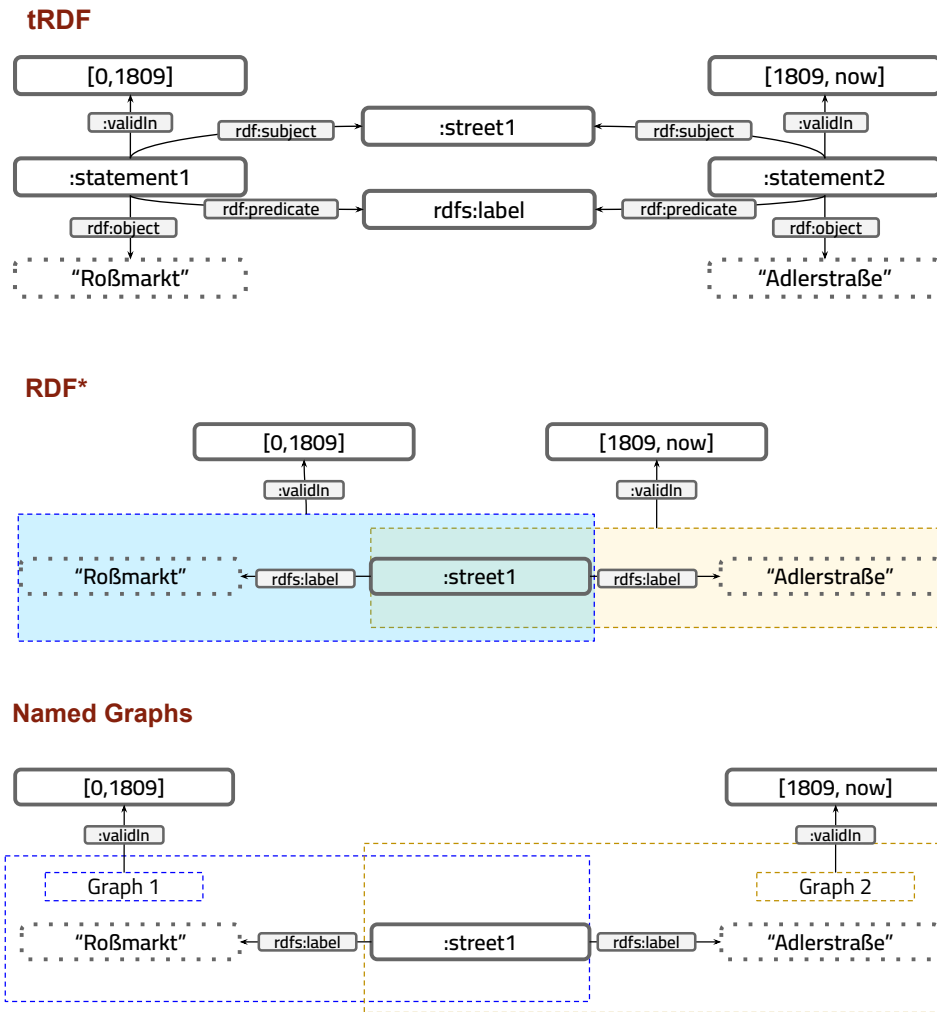 tRDF
[0,1809]
[1809, now]
:validIn
:validIn
rdf:subject
:street1
rdf:subject
:statement1
:statement2
rdf:predicate
rdfs:label
rdf:predicate
rdf:object
rdf:object
“Roßmarkt”
“Adlerstraße”
RDF*
[0,1809]
[1809, now]
:validIn
:validIn
“Roßmarkt”
rdfs:label
:street1
rdfs:label
“Adlerstraße”
Named Graphs
[0,1809]
[1809, now]
:validIn
:validIn
Graph 1
Graph 2
“Roßmarkt”
rdfs:label
:street1
rdfs:label
“Adlerstraße”